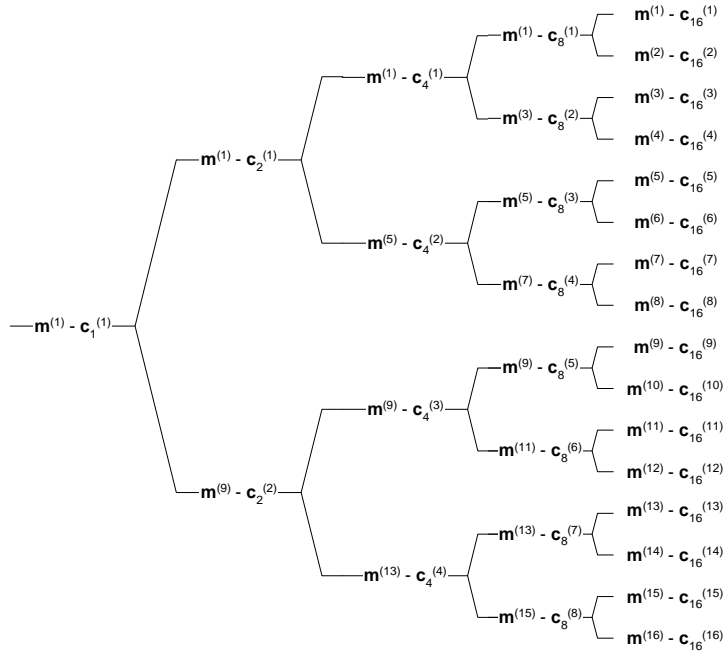 m(1) - c16(1)
m(1) - c8(1)
m(2) - c16(2)
m(1) - c4(1)
m(3) - c16(3)
m(3) - c8(2)
m(4) - c16(4)
m(1) - c2(1)
m(5) - c16(5)
m(5) - c8(3)
m(6) - c16(6)
m(5) - c4(2)
m(7) - c16(7)
m(7) - c8(4)
m(8) - c16(8)
m(1) - c1(1)
m(9) - c16(9)
m(9) - c8(5)
m(10) - c16(10)
m(9) - c4(3)
m(11) - c16(11)
m(11) - c8(6)
m(12) - c16(12)
m(9) - c2(2)
m(13) - c16(13)
m(13) - c8(7)
m(14) - c16(14)
m(13) - c4(4)
m(15) - c16(15)
m(15) - c8(8)
m(16) - c16(16)